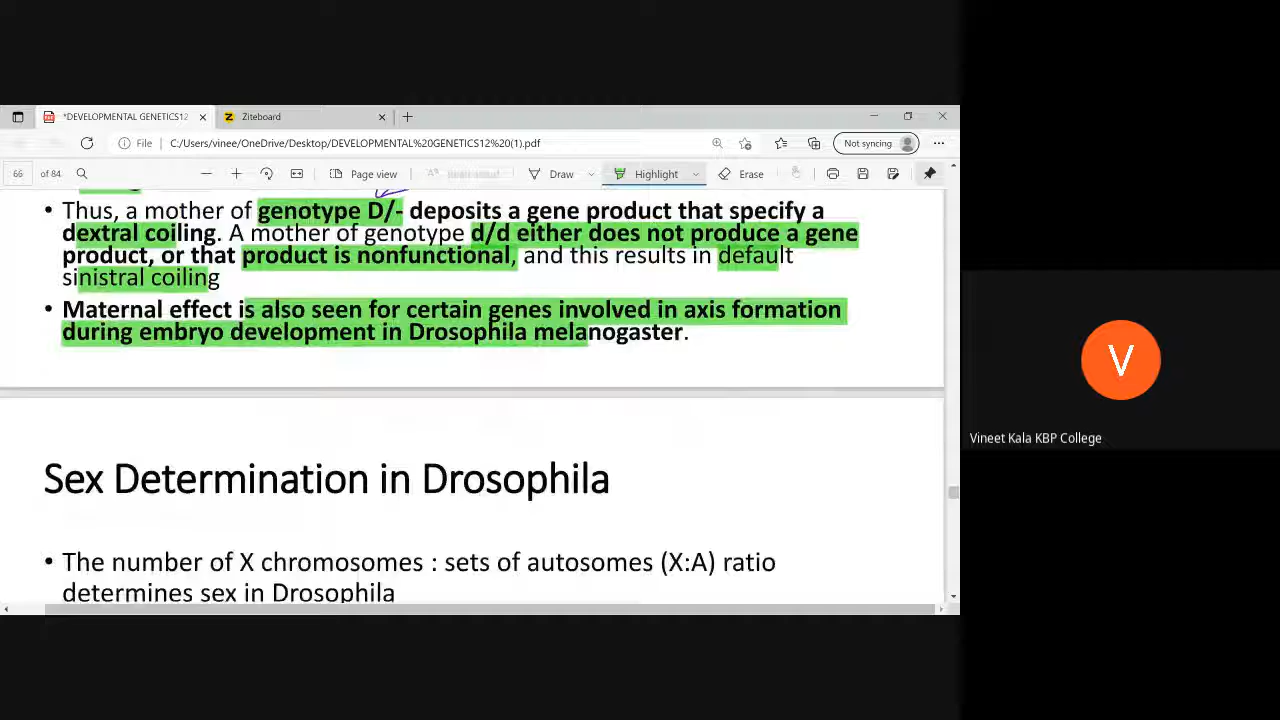 *DEVELOPMENTAL GENETICS12
Ziteboard
File
C:/Users/vinee/OneDrive/Desktop/DEVELOPMENTAL%20GENETICS12%20(1).pdf
Not syncing
66 of 84
Page view
Draw
Highlight
Erase
• Thus, a mother of genotype D/- deposits a gene product that specify a
dextral coiling. A mother of genotype d/d either does not produce a gene
product, or that product is nonfunctional, and this results in default
sinistral coiling
• Maternal effect is also seen for certain genes involved in axis formation
during embryo development in Drosophila melanogaster.
V
Vineet Kala KBP College
Sex Determination in Drosophila
• The number of X chromosomes : sets of autosomes (X:A) ratio
determines sex in Drosophila